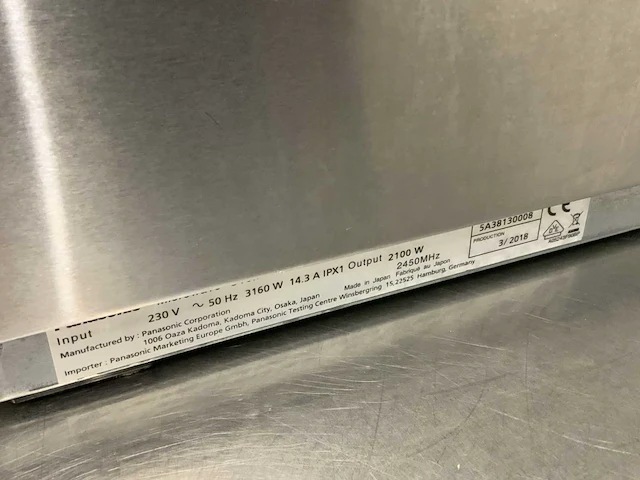 5A38130008
PRODUCTION
3/2018
Input 230 V ~ 50 Hz 3160 W 14.3 A IPX1 Output 2100 W
2450MHz
Manufactured by : Panasonic Corporation
Made in Japan Fabriqué au Japon
1006 Oaza Kadoma, Kadoma City, Osaka, Japan
Importer : Panasonic Marketing Europe GmbH, Panasonic Testing Centre Winsbergring 15,22525 Hamburg, Germany